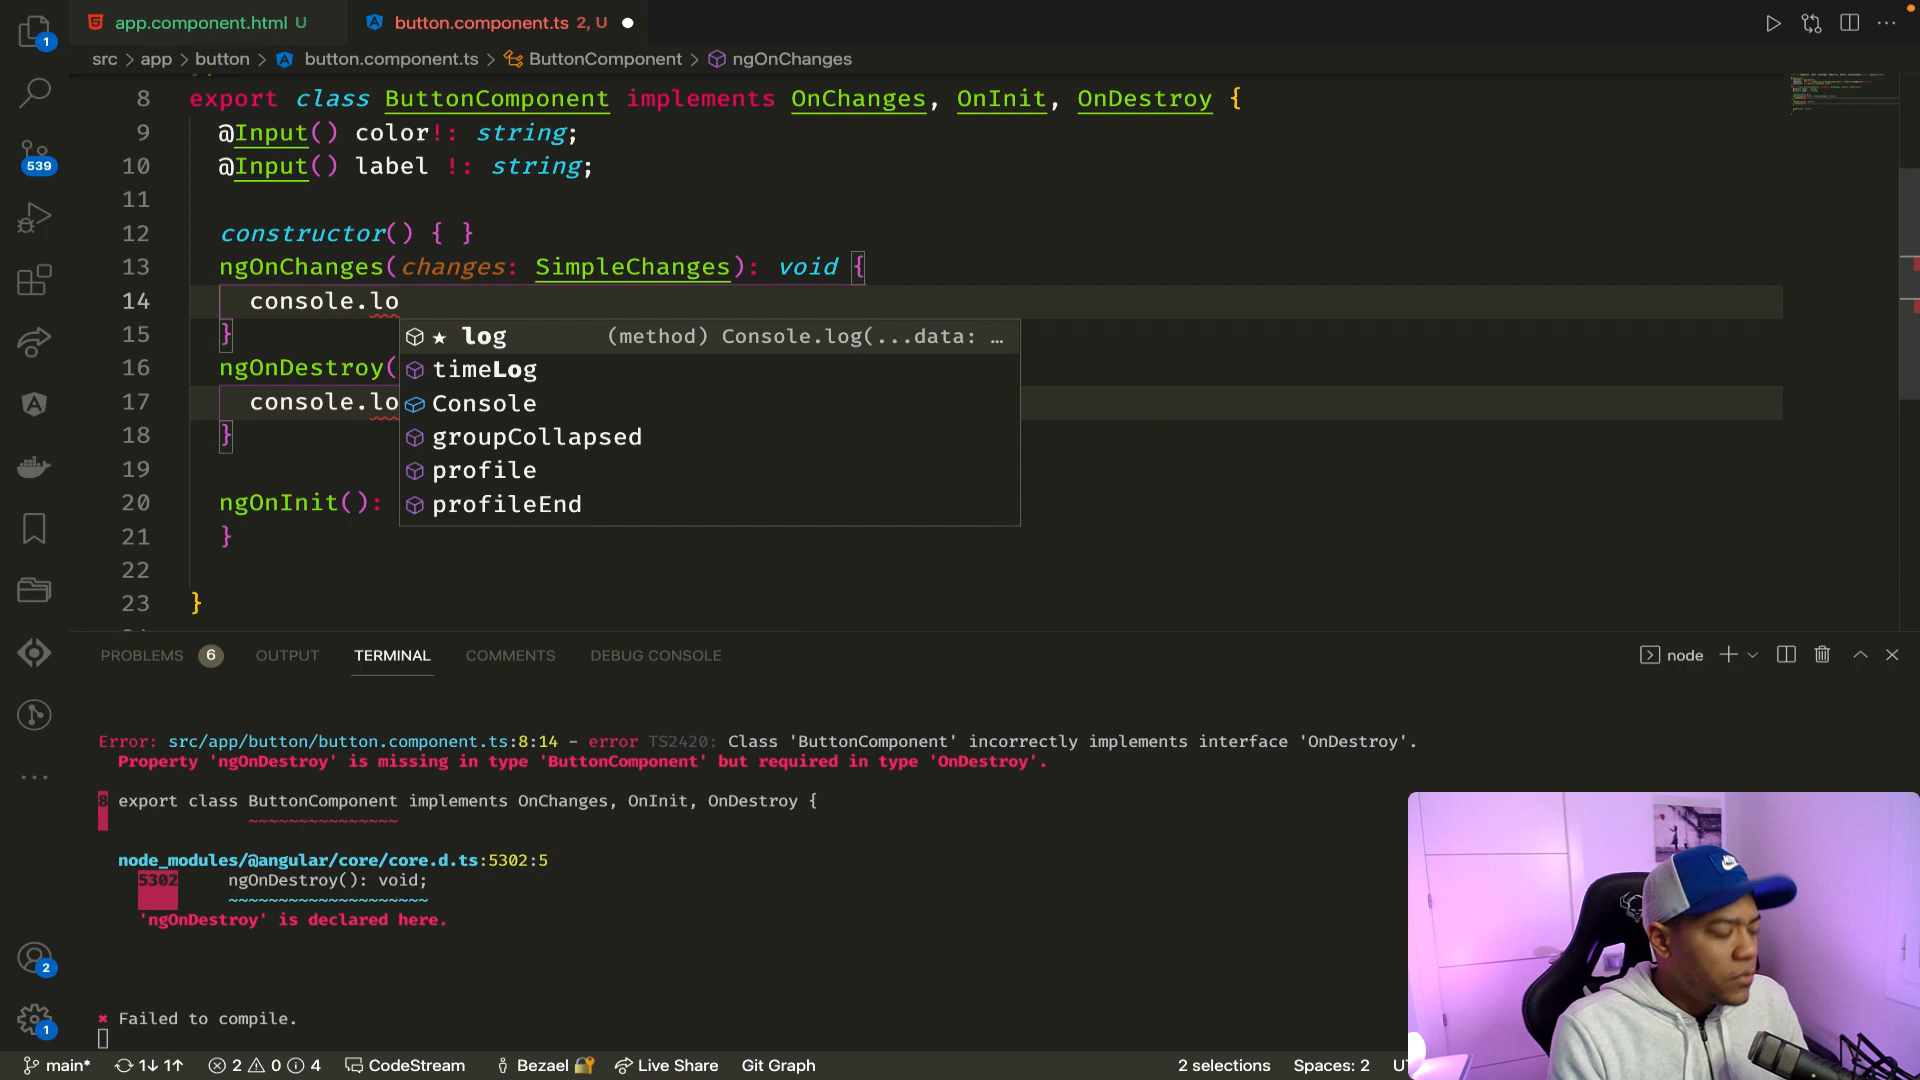 app.component.html U
button.component.ts 2, U
src > app > button > button.component.ts > ButtonComponent > ngOnChanges
8 export class ButtonComponent implements OnChanges, OnInit, OnDestroy {
9 @Input() color!: string;
10 @Input() label !: string;
11
12 constructor() { }
13 ngOnChanges(changes: SimpleChanges): void {
14 console.lo
15 }
16 ngOnDestroy(
17 console.lo
18 }
19
20 ngOnInit():
21 }
22
23 }
log (method) Console.log(...data: …
timeLog
Console
groupCollapsed
profile
profileEnd
1
539
2
1
PROBLEMS 6 OUTPUT TERMINAL COMMENTS DEBUG CONSOLE
node
Error: src/app/button/button.component.ts:8:14 - error TS2420: Class 'ButtonComponent' incorrectly implements interface 'OnDestroy'.
Property 'ngOnDestroy' is missing in type 'ButtonComponent' but required in type 'OnDestroy'.
8 export class ButtonComponent implements OnChanges, OnInit, OnDestroy {
~~~~~~~~~~~~~~~
node_modules/@angular/core/core.d.ts:5302:5
5302 ngOnDestroy(): void;
~~~~~~~~~~~~~~~~~~~~
'ngOnDestroy' is declared here.
✖ Failed to compile.
main* 1↓ 1↑ 2 0 4 CodeStream Bezael Live Share Git Graph
2 selections Spaces: 2